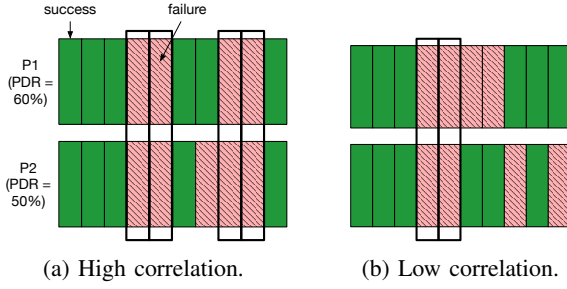 success failure
P1
(PDR =
60%)
P2
(PDR =
50%)
(a) High correlation. (b) Low correlation.